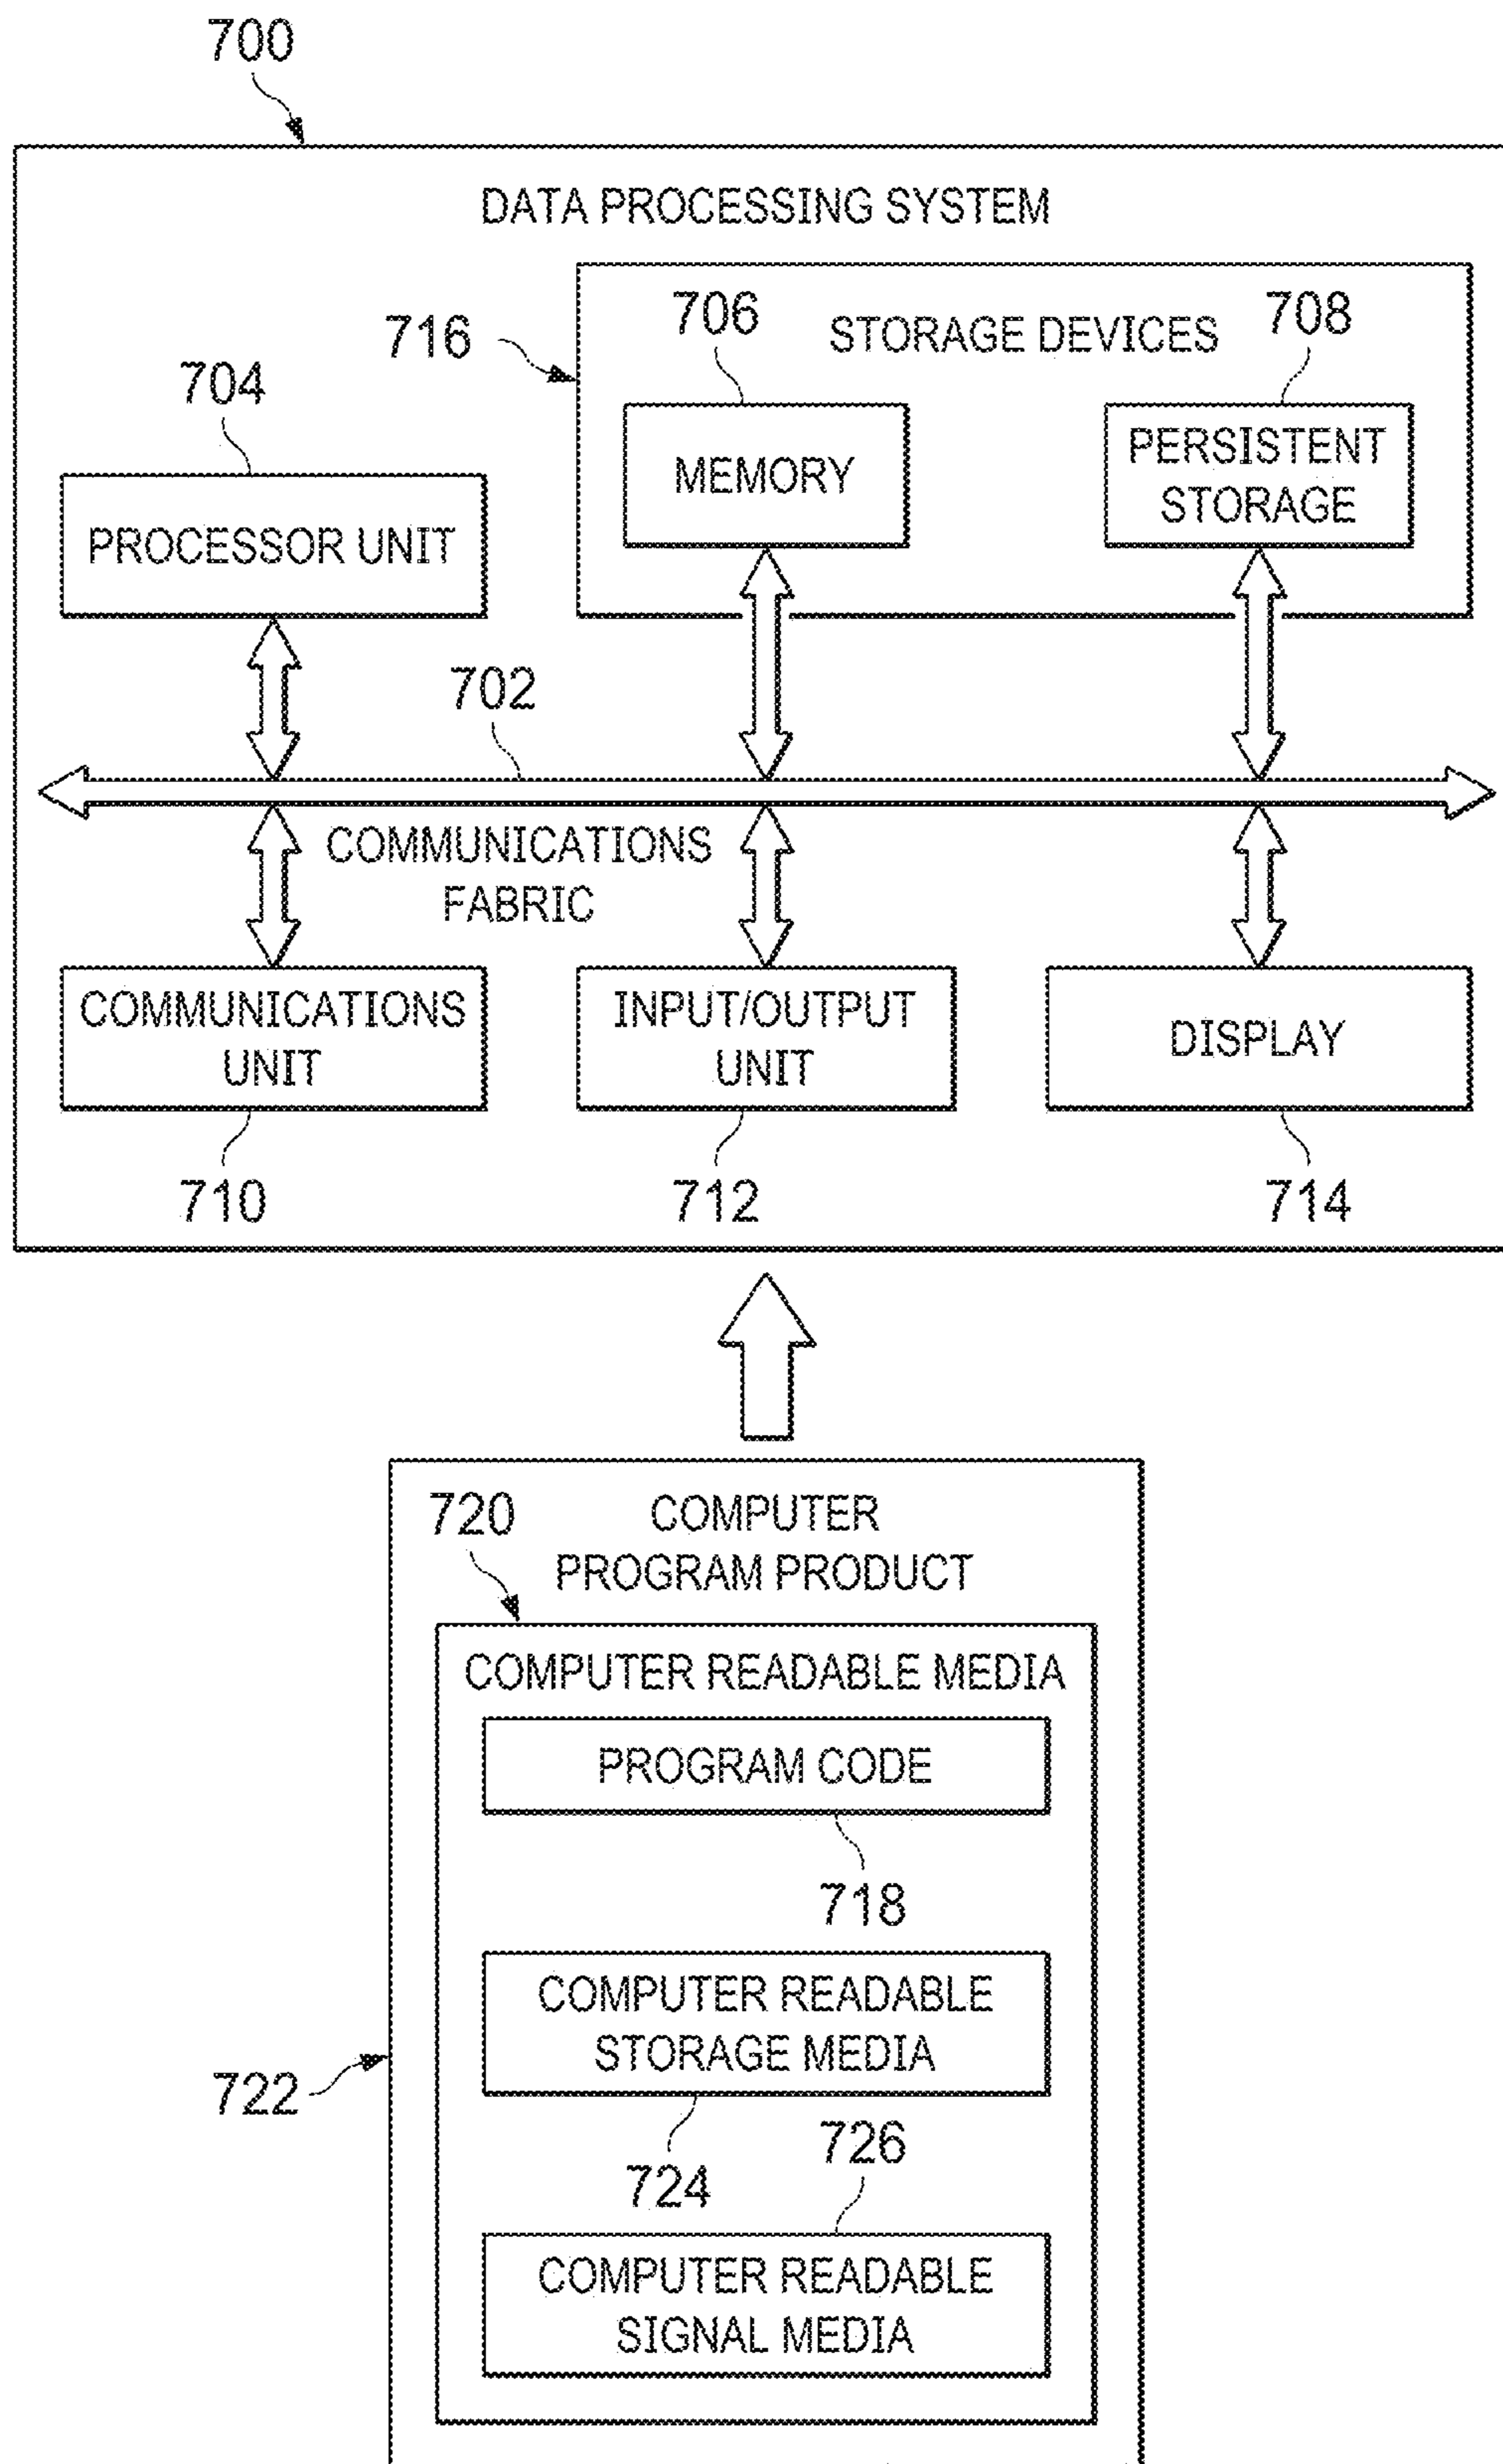 700
DATA PROCESSING SYSTEM
716
706
STORAGE DEVICES
708
704
MEMORY
PERSISTENT
STORAGE
PROCESSOR UNIT
702
COMMUNICATIONS
FABRIC
COMMUNICATIONS
UNIT
INPUT/OUTPUT
UNIT
DISPLAY
710
712
714
720
COMPUTER
PROGRAM PRODUCT
COMPUTER READABLE MEDIA
PROGRAM CODE
718
COMPUTER READABLE
STORAGE MEDIA
722
724
726
COMPUTER READABLE
SIGNAL MEDIA